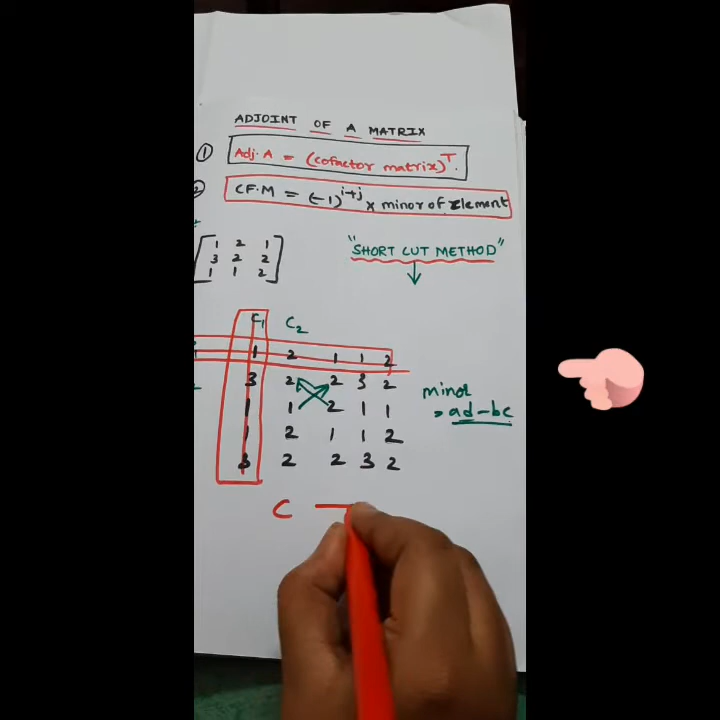 ADJOINT OF A MATRIX
① Adj.A = (cofactor matrix)ᵀ.
② CF.M = (-1)^i+j x minor of Element
"SHORT CUT METHOD"
1 2 1
3 2 2
1 1 2
C₁ C₂
1 2 1 1 2
3 2 2 3 2
minor
1 1 2 1 1
= ad-bc
1 2 1 1 2
3 2 2 3 2
C